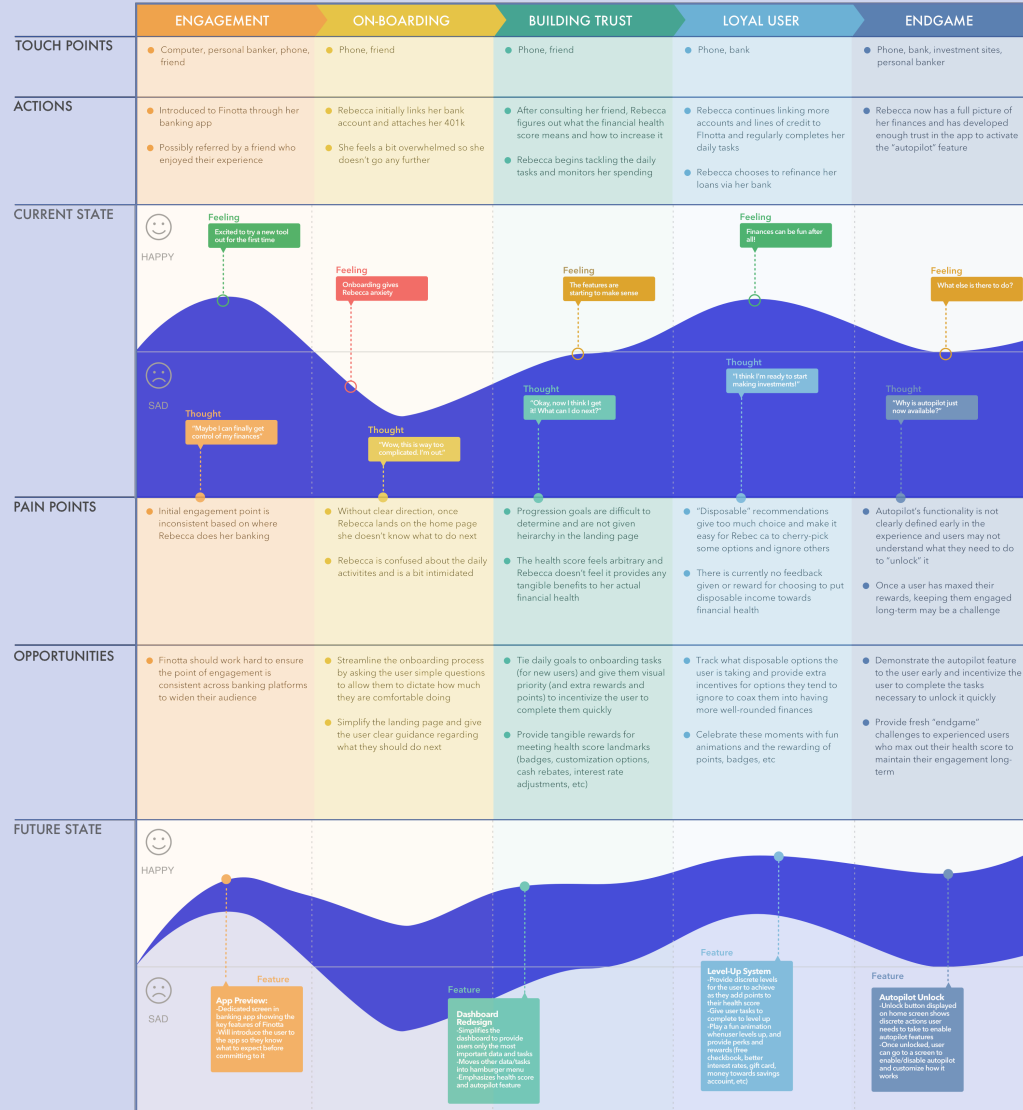 ENGAGEMENT
ON-BOARDING
BUILDING TRUST
LOYAL USER
ENDGAME
TOUCH POINTS
Computer, personal banker, phone,
friend
Phone, friend
Phone, friend
Phone, bank
Phone, bank, investment sites,
personal banker
ACTIONS
Introduced to Finotta through her
banking app
Possibly referred by a friend who
enjoyed their experience
Rebecca initially links her bank
account and attaches her 401k
She feels a bit overwhelmed so she
doesn't go any further
After consulting her friend, Rebecca
figures out what the financial health
score means and how to increase it
Rebecca begins tackling the daily
tasks and monitors her spending
Rebecca continues linking more
accounts and lines of credit to
FInotta and regularly completes her
daily tasks
Rebecca chooses to refinance her
loans via her bank
Rebecca now has a full picture of
her finances and has developed
enough trust in the app to activate
the "autopilot" feature
CURRENT STATE
HAPPY
SAD
Feeling
Excited to try a new tool
out for the first time
Feeling
Onboarding gives
Rebecca anxiety
Feeling
The features are
starting to make sense
Feeling
Finances can be fun after
all!
Feeling
What else is there to do?
Thought
"Maybe I can finally get
control of my finances"
Thought
"Wow, this is way too
complicated. I'm out."
Thought
"Okay, now I think I get
it! What can I do next?"
Thought
"I think I'm ready to start
making investments!"
Thought
"Why is autopilot just
now available?"
PAIN POINTS
Initial engagement point is
inconsistent based on where
Rebecca does her banking
Without clear direction, once
Rebecca lands on the home page
she doesn't know what to do next
Rebecca is confused about the daily
activitites and is a bit intimidated
Progression goals are difficult to
determine and are not given
heirarchy in the landing page
The health score feels arbitrary and
Rebecca doesn't feel it provides any
tangible benefits to her actual
financial health
"Disposable" recommendations
give too much choice and make it
easy for Rebec ca to cherry-pick
some options and ignore others
There is currently no feedback
given or reward for choosing to put
disposable income towards
financial health
Autopilot's functionality is not
clearly defined early in the
experience and users may not
understand what they need to do
to "unlock" it
Once a user has maxed their
rewards, keeping them engaged
long-term may be a challenge
OPPORTUNITIES
Finotta should work hard to ensure
the point of engagement is
consistent across banking platforms
to widen their audience
Streamline the onboarding process
by asking the user simple questions
to allow them to dictate how much
they are comfortable doing
Simplify the landing page and give
the user clear guidance regarding
what they should do next
Tie daily goals to onboarding tasks
(for new users) and give them visual
priority (and extra rewards and
points) to incentivize the user to
complete them quickly
Provide tangible rewards for
meeting health score landmarks
(badges, customization options,
cash rebates, interest rate
adjustments, etc)
Track what disposable options the
user is taking and provide extra
incentives for options they tend to
ignore to coax them into having
more well-rounded finances
Celebrate these moments with fun
animations and the rewarding of
points, badges, etc
Demonstrate the autopilot feature
to the user early and incentivize the
user to complete the tasks
necessary to unlock it quickly
Provide fresh "endgame"
challenges to experienced users
who max out their health score to
maintain their engagement long-
term
FUTURE STATE
HAPPY
SAD
Feature
App Preview:
-Dedicated screen in
banking app showing the
key features of Finotta
-Will introduce the user to
the app so they know
what to expect before
committing to it
Feature
Dashboard
Redesign
-Simplifies the
dashboard to provide
users only the most
important data and tasks
-Moves other data/tasks
into hamburger menu
-Emphasizes health score
and autopilot feature
Feature
Level-Up System
-Provide discrete levels
for the user to achieve
as they add points to
their health score
-Give user tasks to
complete to level up
-Play a fun animation
whenuser levels up, and
provide perks and
rewards (free
checkbook, better
interest rates, gift card,
money towards savings
account, etc)
Feature
Autopilot Unlock
-Unlock button displayed
on home screen shows
discrete actions user
needs to take to enable
autopilot features
-Once unlocked, user
can go to a screen to
enable/disable autopilot
and customize how it
works